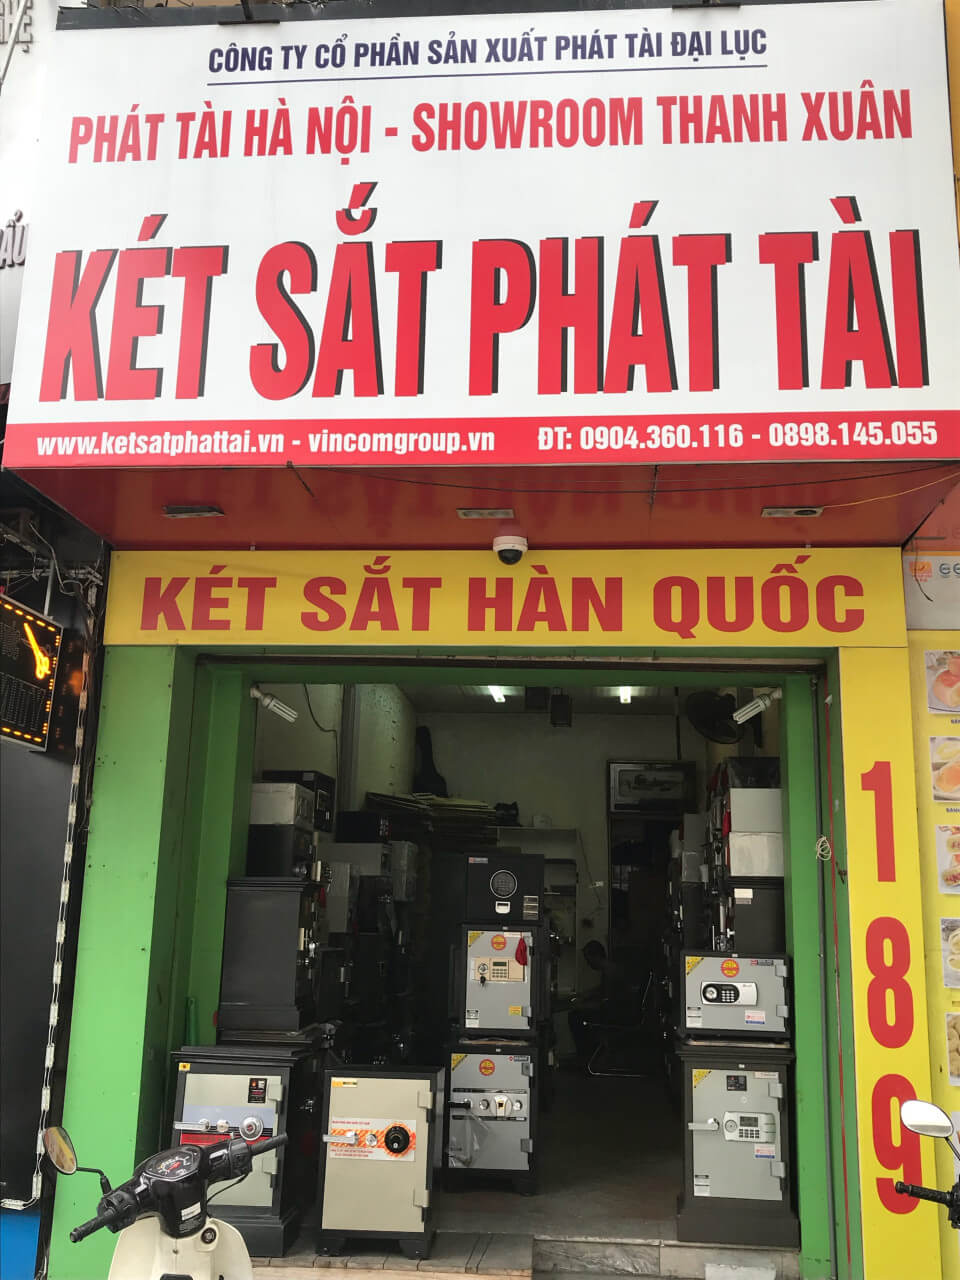 CÔNG TY CỔ PHẦN SẢN XUẤT PHÁT TÀI ĐẠI LỤC
PHÁT TÀI HÀ NỘI - SHOWROOM THANH XUÂN
KÉT SẮT PHÁT TÀI
www.ketsatphattai.vn - vincomgroup.vn ĐT: 0904.360.116 - 0898.145.055
KÉT SẮT HÀN QUỐC
189